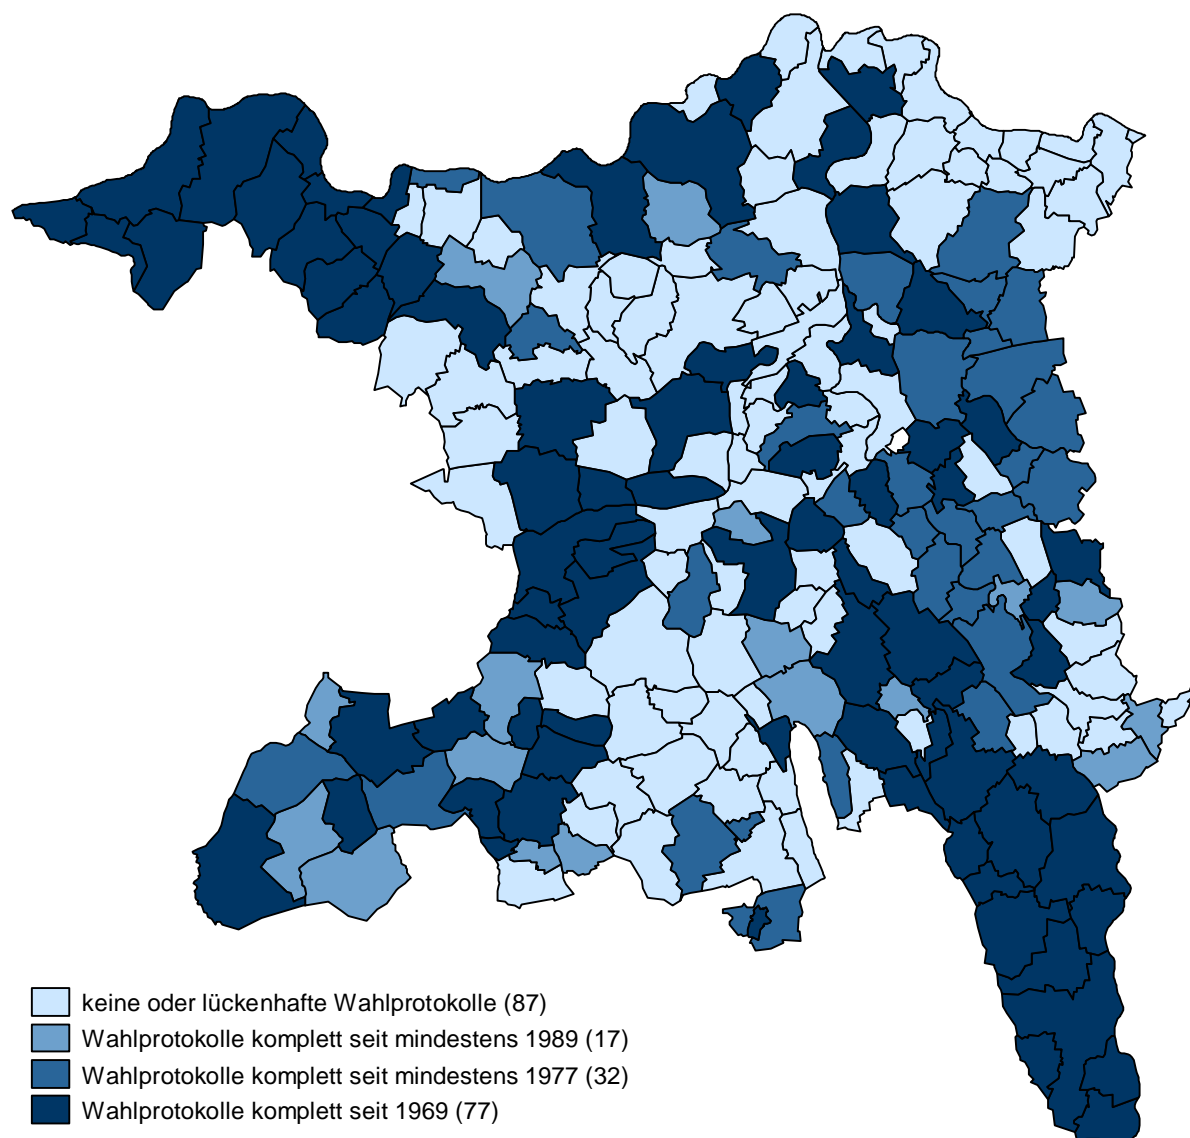 keine oder lückenhafte Wahlprotokolle (87)
Wahlprotokolle komplett seit mindestens 1989 (17)
Wahlprotokolle komplett seit mindestens 1977 (32)
Wahlprotokolle komplett seit 1969 (77)